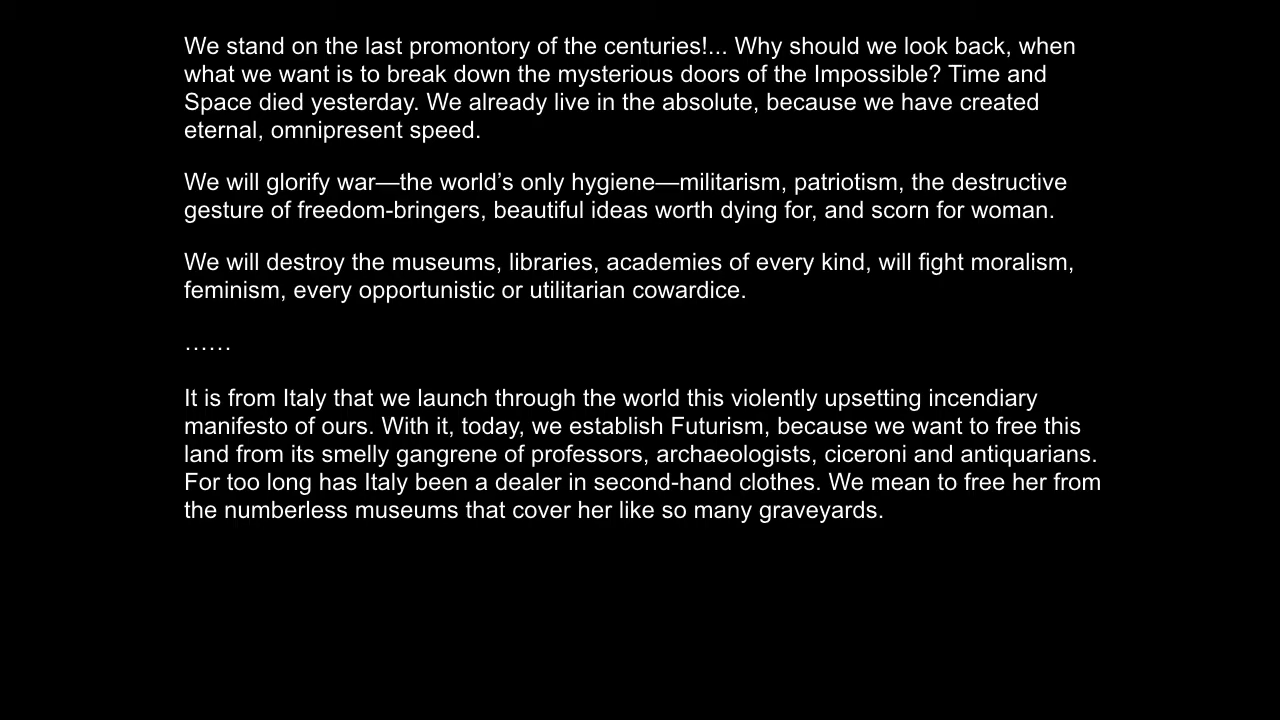 We stand on the last promontory of the centuries!... Why should we look back, when
what we want is to break down the mysterious doors of the Impossible? Time and
Space died yesterday. We already live in the absolute, because we have created
eternal, omnipresent speed.
We will glorify war—the world’s only hygiene—militarism, patriotism, the destructive
gesture of freedom-bringers, beautiful ideas worth dying for, and scorn for woman.
We will destroy the museums, libraries, academies of every kind, will fight moralism,
feminism, every opportunistic or utilitarian cowardice.
……
It is from Italy that we launch through the world this violently upsetting incendiary
manifesto of ours. With it, today, we establish Futurism, because we want to free this
land from its smelly gangrene of professors, archaeologists, ciceroni and antiquarians.
For too long has Italy been a dealer in second-hand clothes. We mean to free her from
the numberless museums that cover her like so many graveyards.